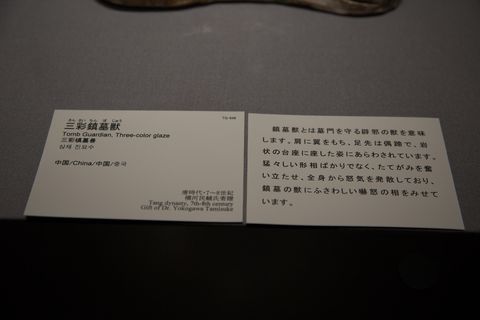 さんさいちんぼじゅう
三彩鎮墓獣
Tomb Guardian, Three-color glaze
三彩镇墓兽
삼채 진묘수
中国/China/中国/중국
唐時代・7~8世紀
横河民輔氏寄贈
Tang dynasty, 7th-8th century
Gift of Dr. Yokogawa Tamisuke
鎮墓獣とは墓門を守る辟邪の獣を意味
します。肩に翼をもち、足先は偶蹄で、岩
状の台座に座した姿にあらわされています。
猛々しい形相ばかりでなく、たてがみを奮
い立たせ、全身から怒気を発散しており、
鎮墓の獣にふさわしい嚇怒の相をみせて
います。